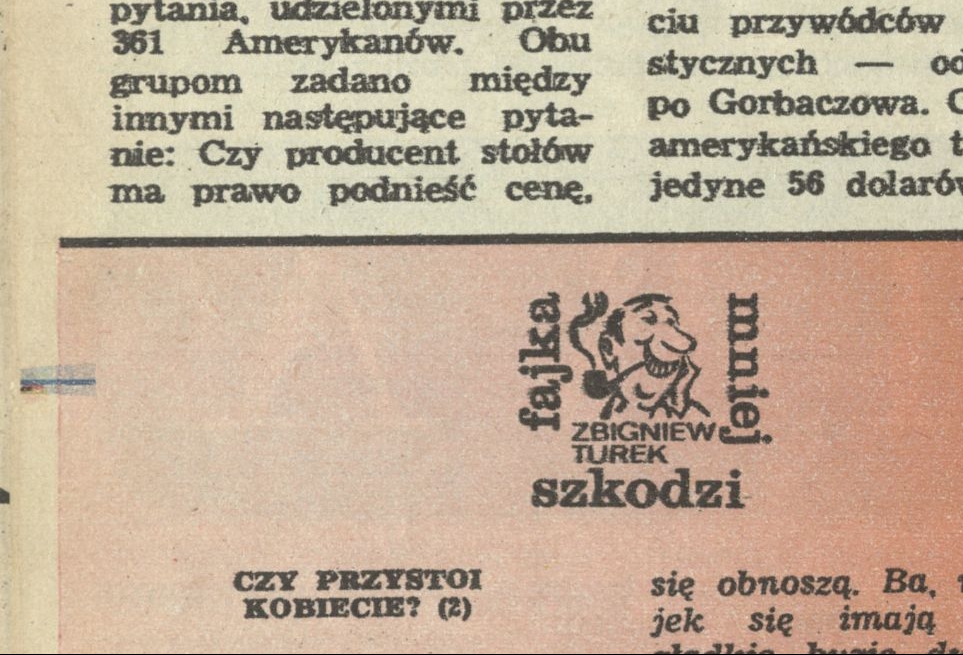 pytania, udzielonymi przez
361 Amerykanów. Obu
grupom zadano między
innymi następujące pyta-
nie: Czy producent stołów
ma prawo podnieść cenę,
ciu przywódców
stycznych — od
po Gorbaczowa.
amerykańskiego
jedyne 56 dolarów
fajka
mniej
ZBIGNIEW
TUREK
szkodzi
CZY PRZYSTOI
KOBIECIE? (2)
się obnoszą. Ba,
jek się imają
gładkie buzie